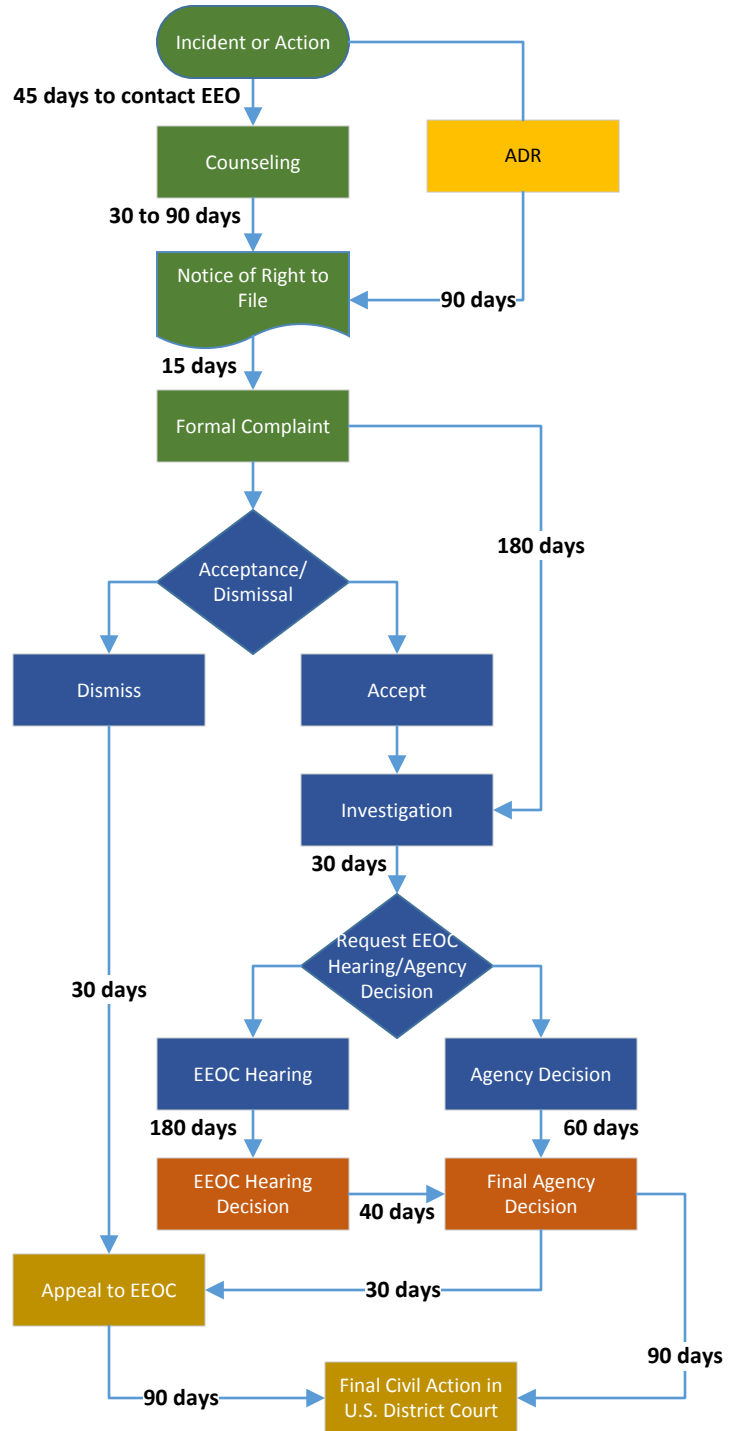 Incident or Action
45 days to contact EEO
ADR
Counseling
30 to 90 days
Notice of Right to
File
90 days
15 days
Formal Complaint
180 days
Acceptance/
Dismissal
Dismiss
Accept
Investigation
30 days
Request EEOC
Hearing/Agency
Decision
30 days
EEOC Hearing
Agency Decision
180 days
60 days
EEOC Hearing
Decision
40 days
Final Agency
Decision
Appeal to EEOC
30 days
90 days
90 days
Final Civil Action in
U.S. District Court